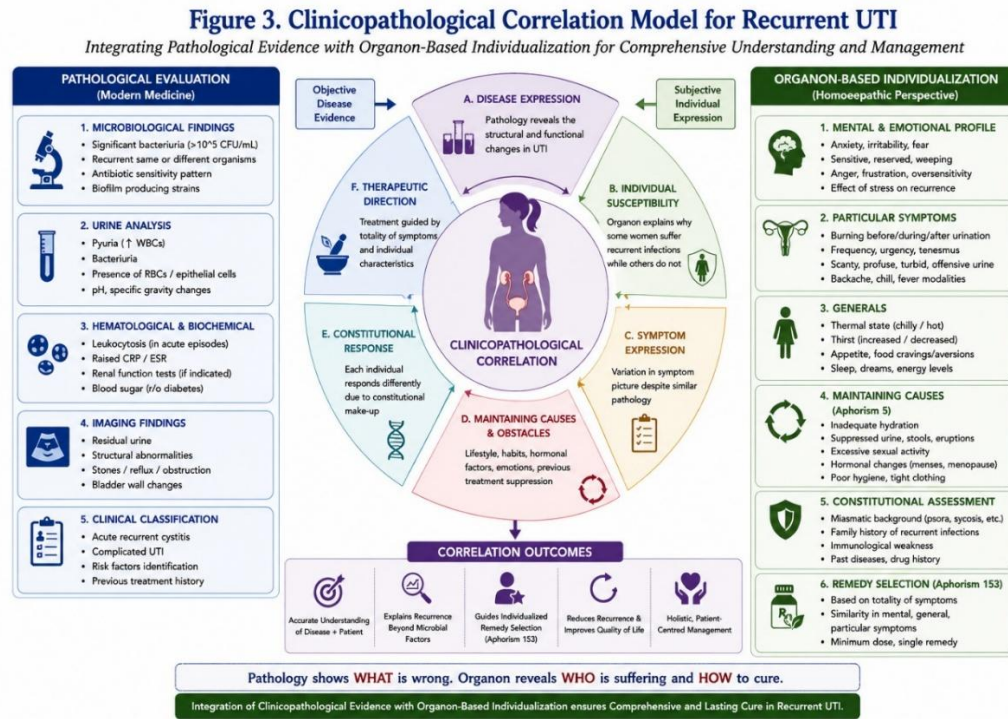 Figure 3. Clinicopathological Correlation Model for Recurrent UTI
Integrating Pathological Evidence with Organon-Based Individualization for Comprehensive Understanding and Management
PATHOLOGICAL EVALUATION
(Modern Medicine)
1. MICROBIOLOGICAL FINDINGS
• Significant bacteriuria (>10^5 CFU/mL)
• Recurrent same or different organisms
• Antibiotic sensitivity pattern
• Biofilm producing strains
2. URINE ANALYSIS
• Pyuria (↑ WBCs)
• Bacteriuria
• Presence of RBCs / epithelial cells
• pH, specific gravity changes
3. HEMATOLOGICAL & BIOCHEMICAL
• Leukocytosis (in acute episodes)
• Raised CRP / ESR
• Renal function tests (if indicated)
• Blood sugar (r/o diabetes)
4. IMAGING FINDINGS
• Residual urine
• Structural abnormalities
• Stones / reflux / obstruction
• Bladder wall changes
5. CLINICAL CLASSIFICATION
• Acute recurrent cystitis
• Complicated UTI
• Risk factors identification
• Previous treatment history
Objective
Disease
Evidence
Subjective
Individual
Expression
A. DISEASE EXPRESSION
Pathology reveals
the structural and
functional
changes in UTI
B. INDIVIDUAL
SUSCEPTIBILITY
Organon explains why
some women suffer
recurrent infections
while others do not
C. SYMPTOM
EXPRESSION
Variation in symptom
picture despite similar
pathology
D. MAINTAINING CAUSES
& OBSTACLES
Lifestyle, habits, hormonal
factors, emotions, previous
treatment suppression
E. CONSTITUTIONAL
RESPONSE
Each individual
responds differently
due to constitutional
make-up
F. THERAPEUTIC
DIRECTION
Treatment guided by
totality of symptoms
and individual
characteristics
CLINICOPATHOLOGICAL
CORRELATION
CORRELATION OUTCOMES
Accurate Understanding
of Disease + Patient
Explains Recurrence
Beyond Microbial
Factors
Guides Individualized
Remedy Selection
(Aphorism 153)
Reduces Recurrence &
Improves Quality of Life
Holistic, Patient-
Centred Management
ORGANON-BASED INDIVIDUALIZATION
(Homoeepathic Perspective)
1. MENTAL & EMOTIONAL PROFILE
• Anxiety, irritability, fear
• Sensitive, reserved, weeping
• Anger, frustration, oversensitivity
• Effect of stress on recurrence
2. PARTICULAR SYMPTOMS
• Burning before/during/after urination
• Frequency, urgency, tenesmus
• Scanty, profuse, turbid, offensive urine
• Backache, chill, fever modalities
3. GENERALS
• Thermal state (chilly / hot)
• Thirst (increased / decreased)
• Appetite, food cravings/aversions
• Sleep, dreams, energy levels
4. MAINTAINING CAUSES
(Aphorism 5)
• Inadequate hydration
• Suppressed urine, stools, eruptions
• Excessive sexual activity
• Hormonal changes (menses, menopause)
• Poor hygiene, tight clothing
5. CONSTITUTIONAL ASSESSMENT
• Miasmatic background (psora, sycosis, etc.)
• Family history of recurrent infections
• Immunological weakness
• Past diseases, drug history
6. REMEDY SELECTION (Aphorism 153)
• Based on totality of symptoms
• Similarity in mental, general,
particular symptoms
• Minimum dose, single remedy
Pathology shows WHAT is wrong. Organon reveals WHO is suffering and HOW to cure.
Integration of Clinicopathological Evidence with Organon-Based Individualization ensures Comprehensive and Lasting Cure in Recurrent UTI.